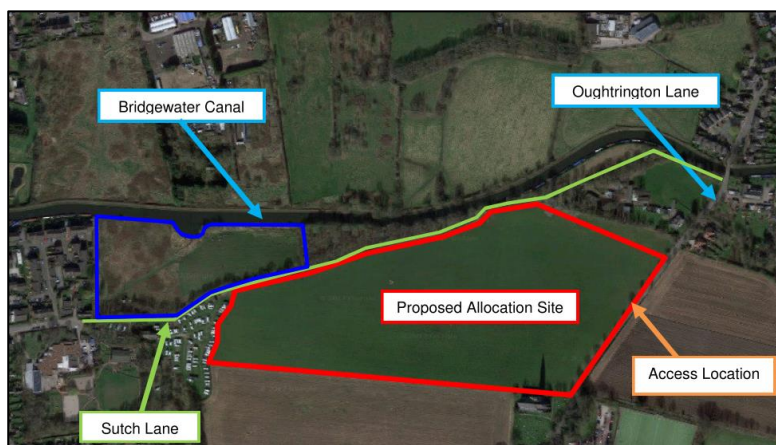 Bridgewater Canal
Oughtrington Lane
Proposed Allocation Site
Access Location
Sutch Lane